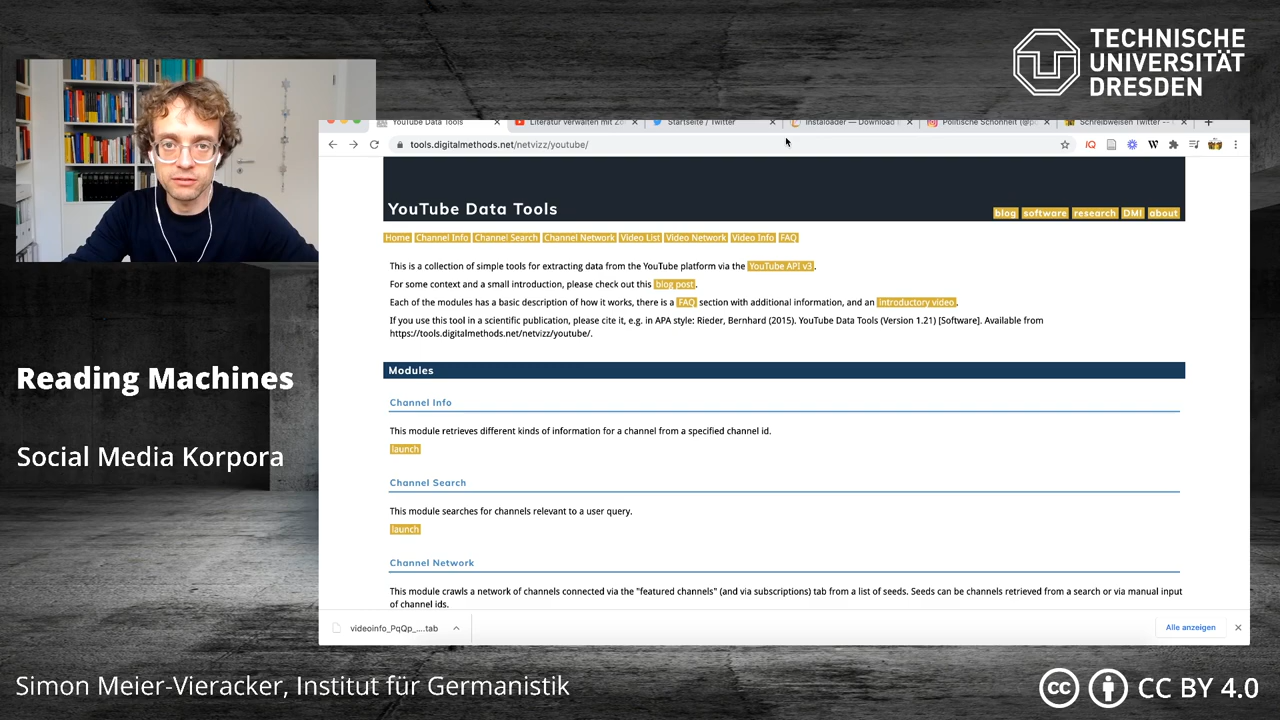 TECHNISCHE
UNIVERSITÄT
DRESDEN
YouTube Data Tools
Literatur verwalten mit Zo
Startseite / Twitter
Instaloader — Download
Politische Schönheit (@po
Schreibweisen Twitter --
tools.digitalmethods.net/netvizz/youtube/
YouTube Data Tools
blog software research DMI about
Home Channel Info Channel Search Channel Network Video List Video Network Video Info FAQ
This is a collection of simple tools for extracting data from the YouTube platform via the YouTube API v3.
For some context and a small introduction, please check out this blog post.
Each of the modules has a basic description of how it works, there is a FAQ section with additional information, and an introductory video.
If you use this tool in a scientific publication, please cite it, e.g. in APA style: Rieder, Bernhard (2015). YouTube Data Tools (Version 1.21) [Software]. Available from
https://tools.digitalmethods.net/netvizz/youtube/.
Modules
Channel Info
This module retrieves different kinds of information for a channel from a specified channel id.
launch
Channel Search
This module searches for channels relevant to a user query.
launch
Channel Network
This module crawls a network of channels connected via the "featured channels" (and via subscriptions) tab from a list of seeds. Seeds can be channels retrieved from a search or via manual input
of channel ids.
videoinfo_PqQp_....tab
Alle anzeigen
Reading Machines
Social Media Korpora
Simon Meier-Vieracker, Institut für Germanistik
CC BY 4.0